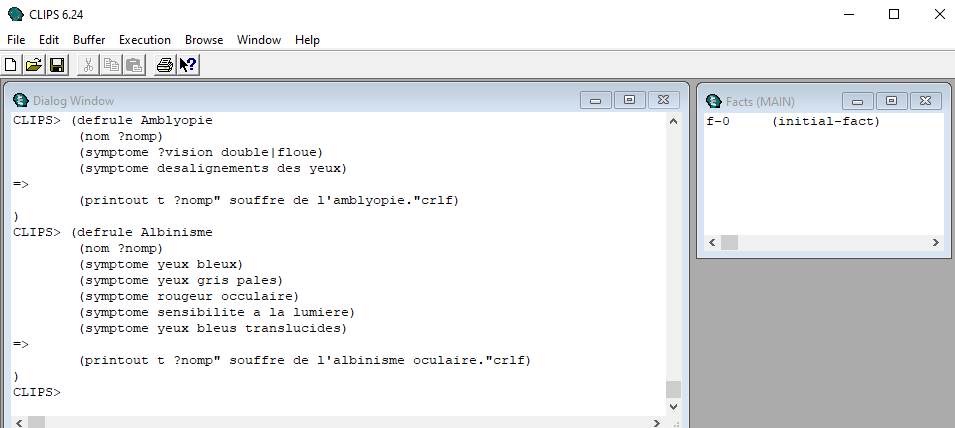 CLIPS 6.24
File Edit Buffer Execution Browse Window Help
Dialog Window
CLIPS> (defrule Amblyopie
(nom ?nomp)
(symptome ?vision double|floue)
(symptome desalignements des yeux)
=>
(printout t ?nomp" souffre de l'amblyopie."crlf)
)
CLIPS> (defrule Albinisme
(nom ?nomp)
(symptome yeux bleux)
(symptome yeux gris pales)
(symptome rougeur occulaire)
(symptome sensibilite a la lumiere)
(symptome yeux bleus translucides)
=>
(printout t ?nomp" souffre de l'albinisme oculaire."crlf)
)
CLIPS>
Facts (MAIN)
f-0 (initial-fact)